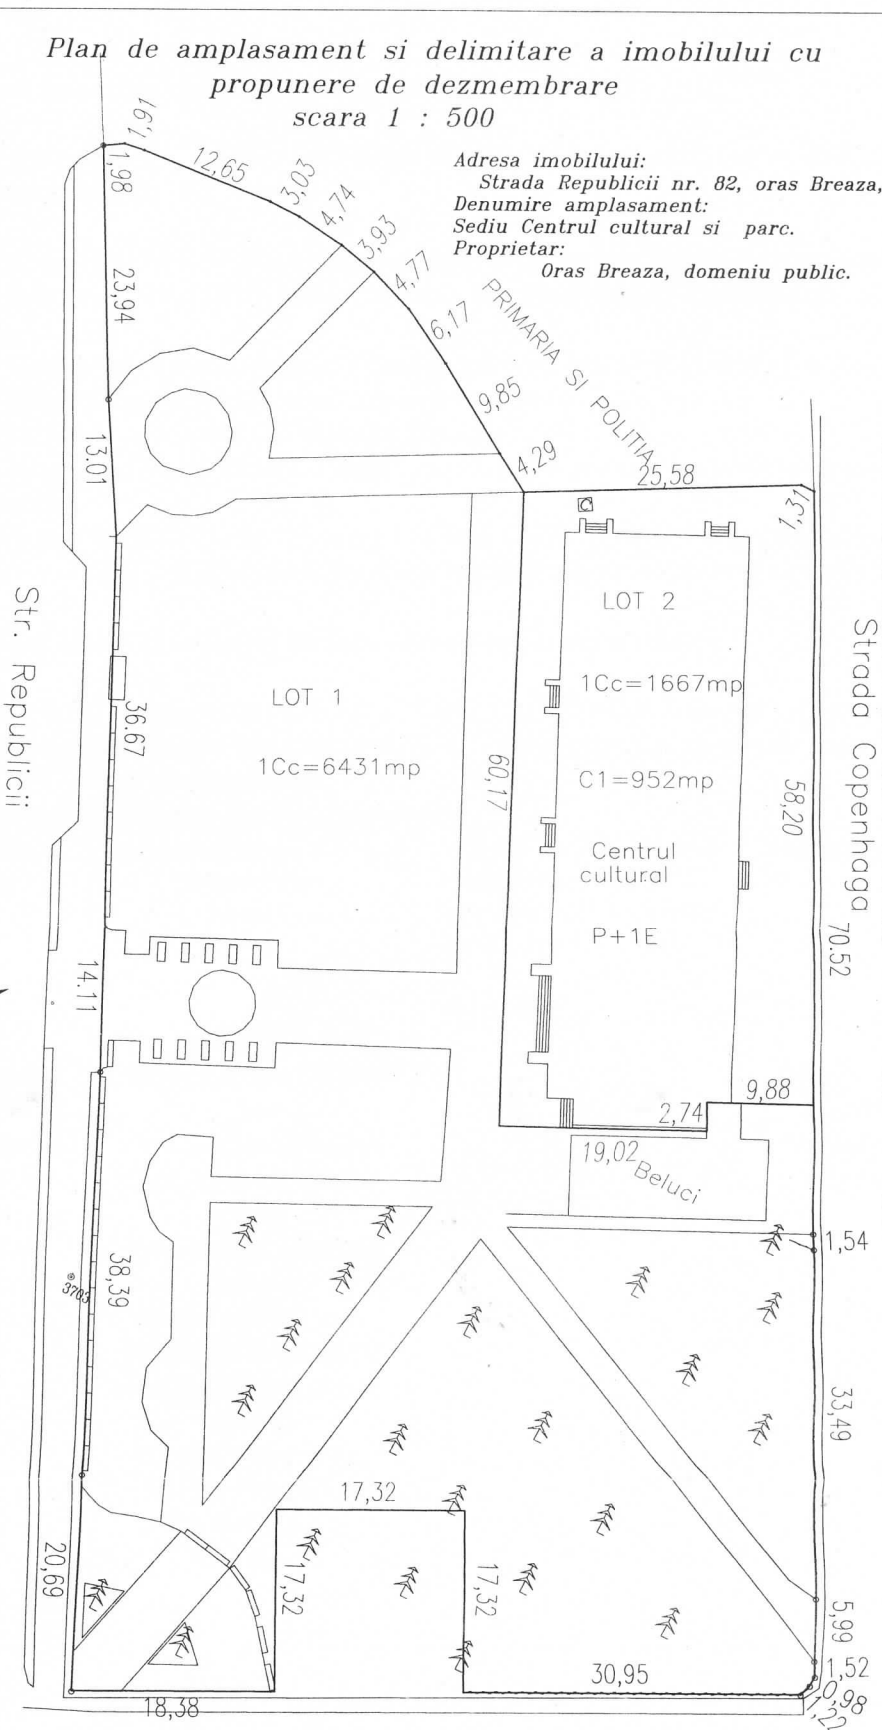 Plan de amplasament si delimitare a imobilului cu
propunere de dezmembrare
scara 1 : 500
Adresa imobilului:
Strada Republicii nr. 82, oras Breaza,
Denumire amplasament:
Sediu Centrul cultural si parc.
Proprietar:
Oras Breaza, domeniu public.
1,91
1,98
12,65
3,03
4,74
3,93
4,77
6,17
9,85
4,29
PRIMARIA SI POLITIA
23,94
13.01
25,58
1,31
C
Str. Republicii
36.67
LOT 1
1Cc=6431mp
60,17
LOT 2
1Cc=1667mp
C1=952mp
Centrul
cultural
P+1E
58,20
Strada Copenhaga
70.52
14.11
9,88
2,74
19,02
Beluci
1,54
38,39
3703
33,49
17,32
17,32
17,32
20,69
18,38
30,95
5,99
1,52
0,98
1,22